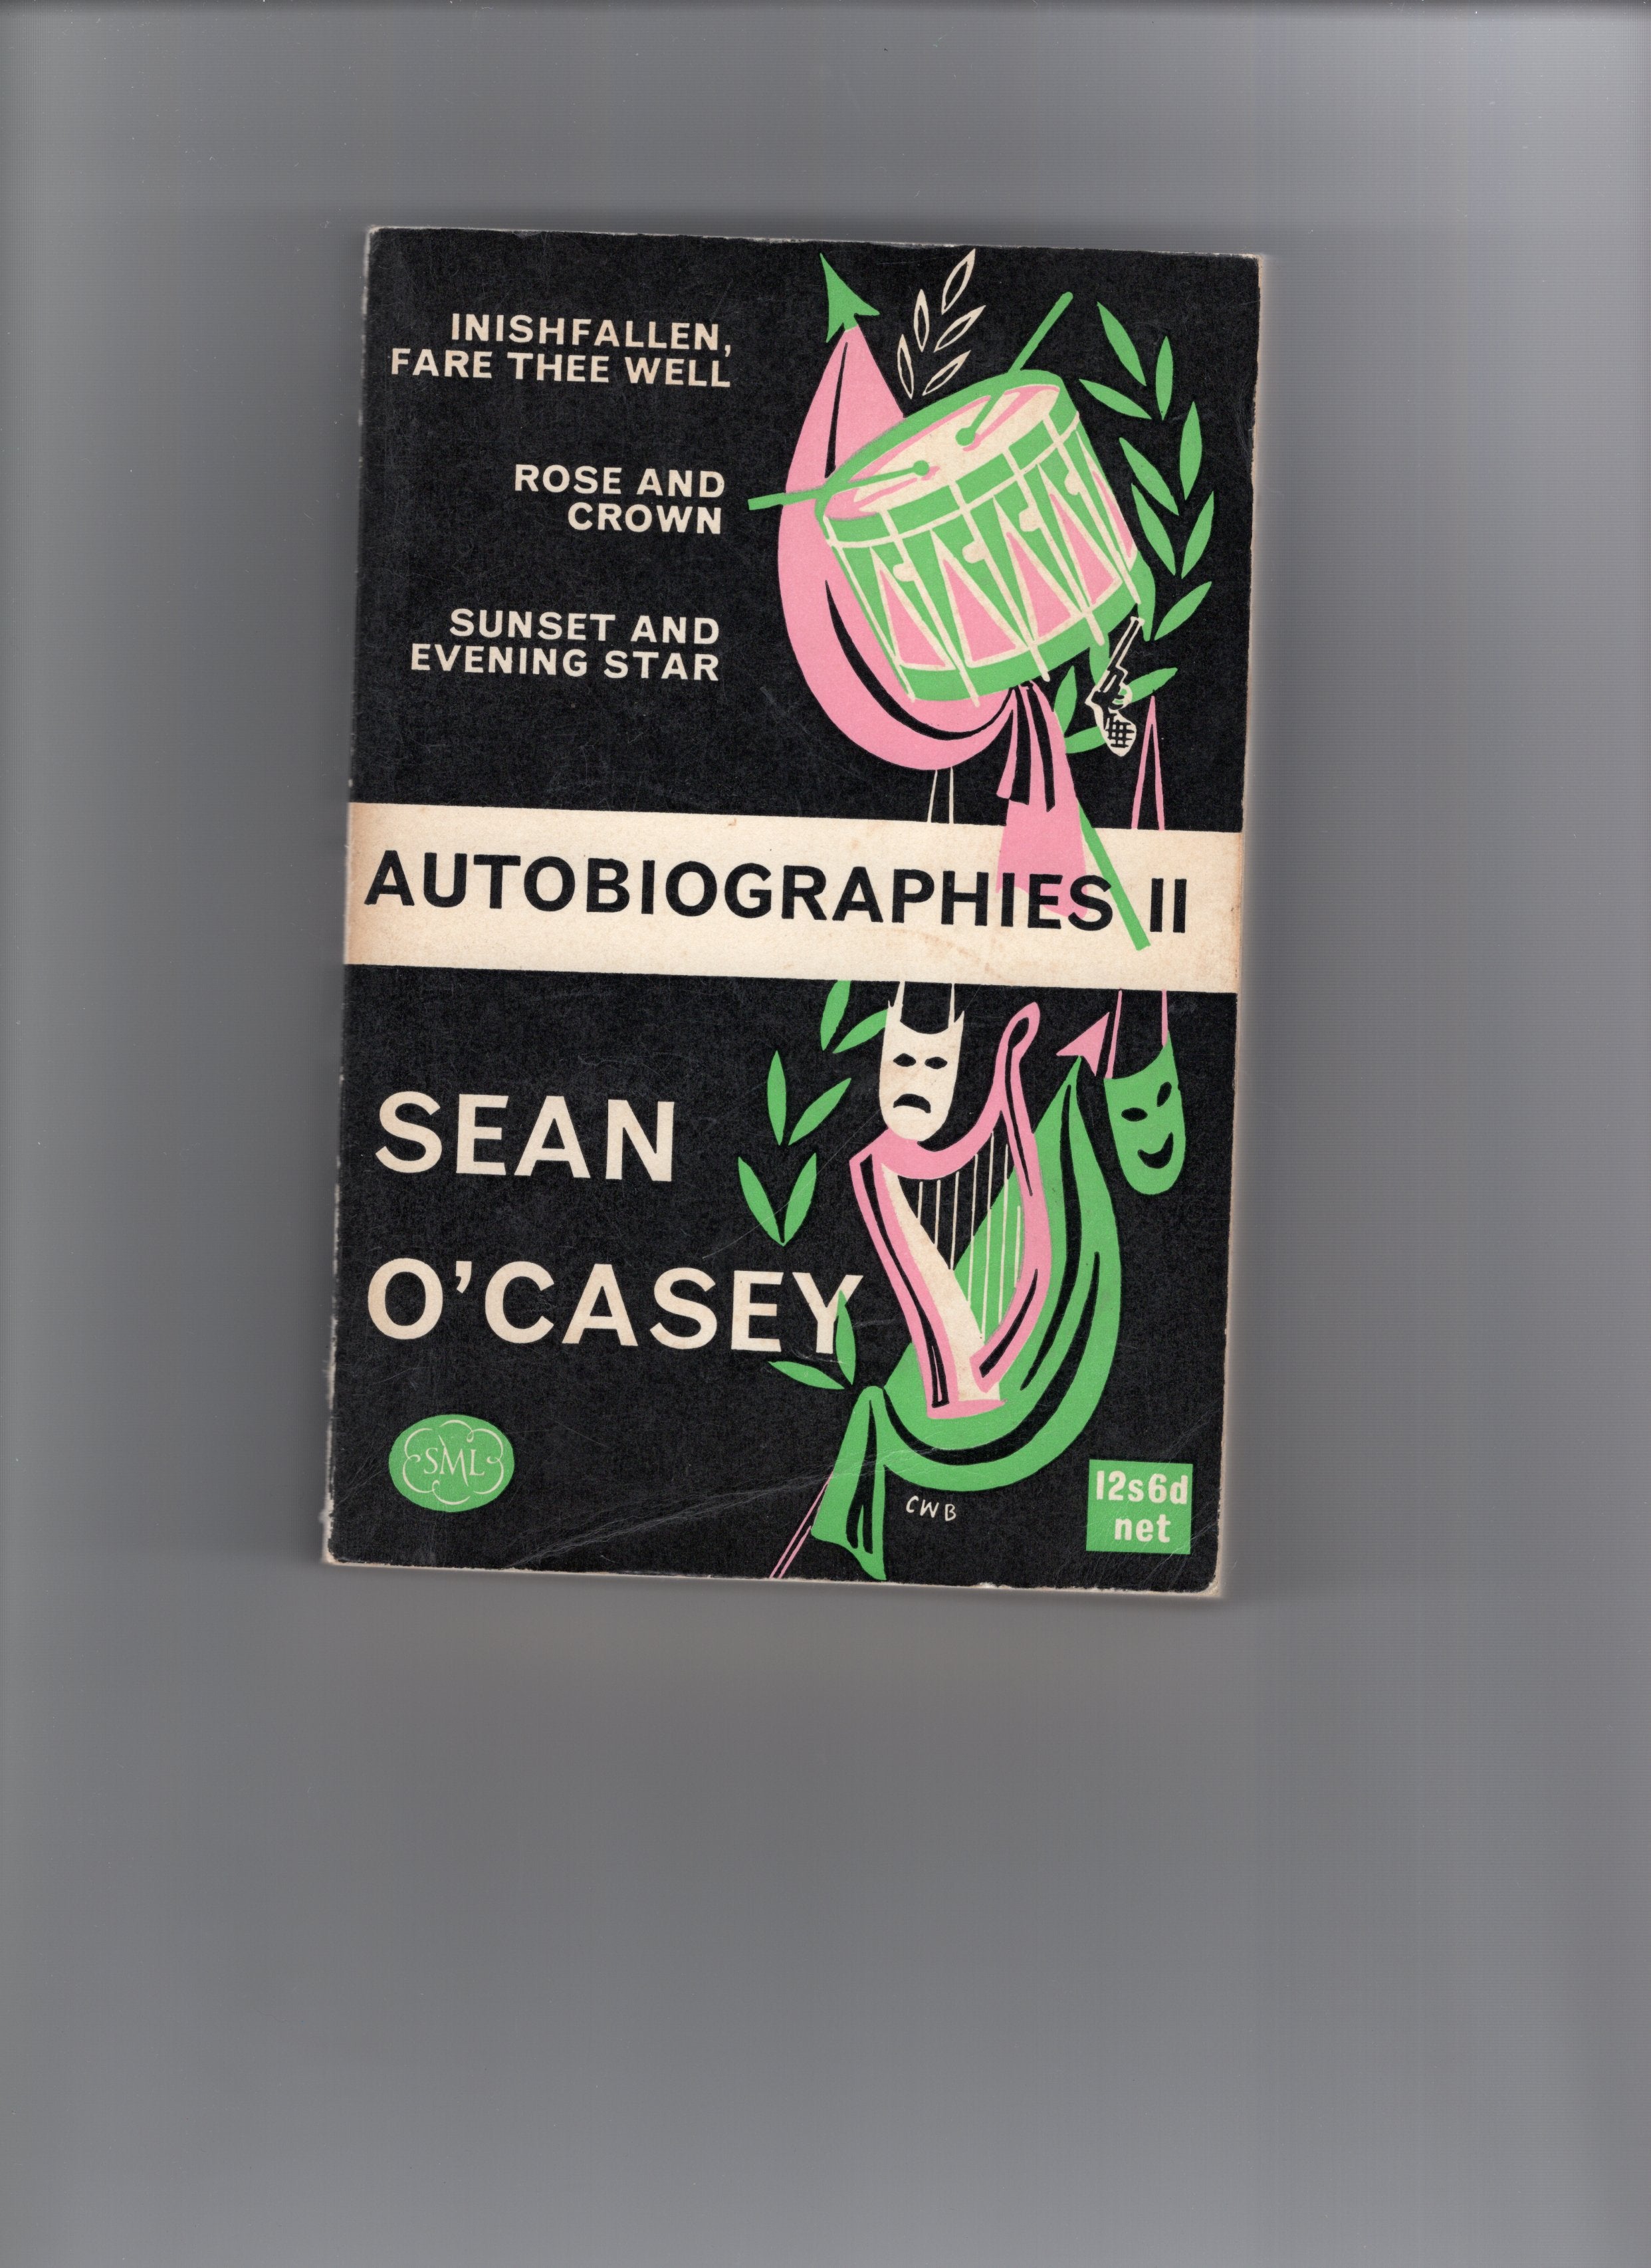 INISHFALLEN,
FARE THEE WELL
ROSE AND
CROWN
SUNSET AND
EVENING STAR
AUTOBIOGRAPHIES II
SEAN
O'CASEY
SML
CWB
12s6d
net